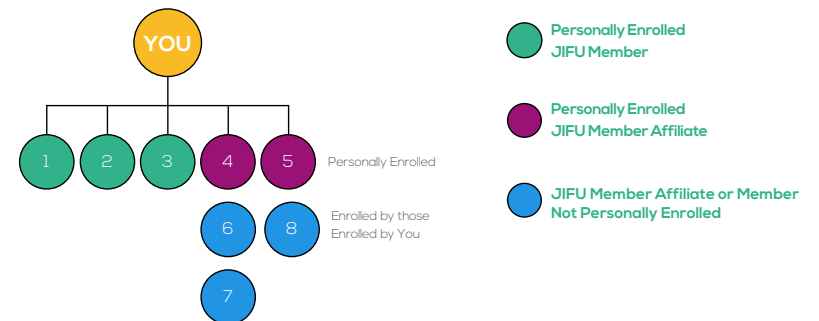 YOU
Personally Enrolled
JIFU Member
Personally Enrolled
JIFU Member Affiliate
1 2 3 4 5 Personally Enrolled
JIFU Member Affiliate or Member
Not Personally Enrolled
6 8 Enrolled by those
Enrolled by You
7